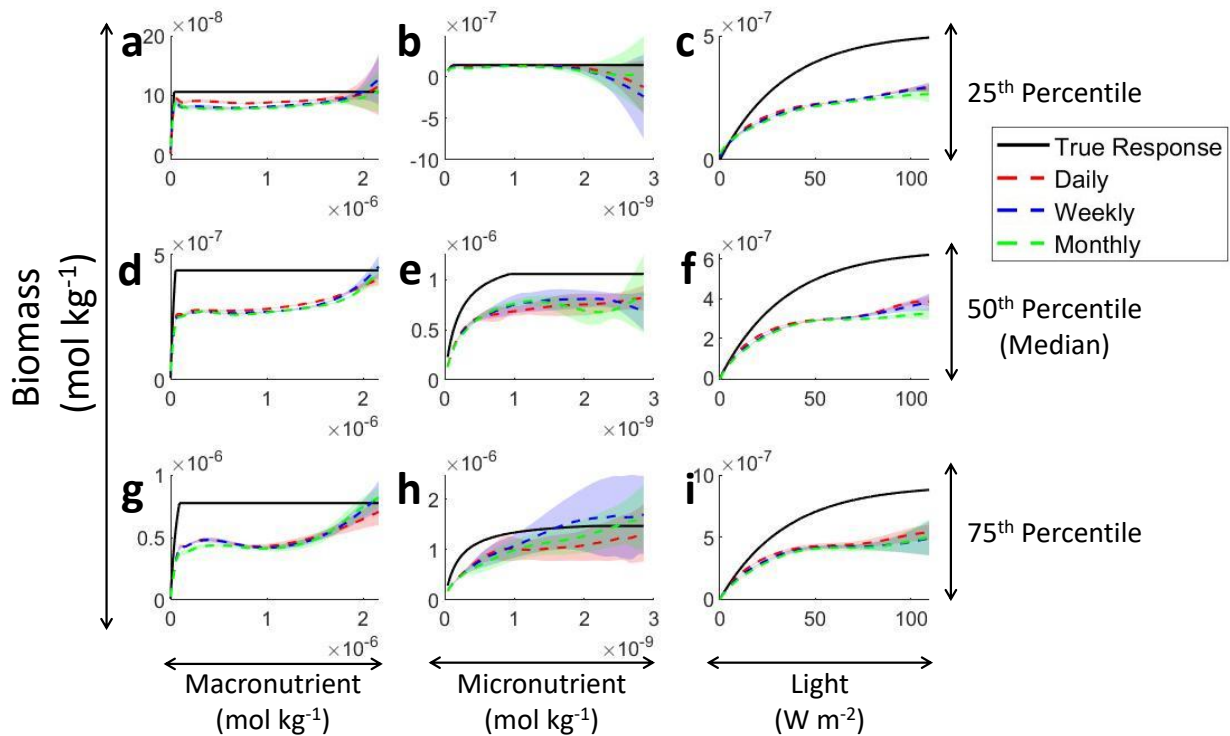 ×10⁻⁸
a
20
10
0
0
1
2
×10⁻⁶
×10⁻⁷
b
0
-5
-10
0
1
2
3
×10⁻⁹
×10⁻⁷
c
5
0
0
50
100
25th Percentile
True Response
Daily
Weekly
Monthly
Biomass
(mol kg⁻¹)
×10⁻⁷
d
5
0
0
1
2
×10⁻⁶
×10⁻⁶
e
1
0.5
0
0
1
2
3
×10⁻⁹
×10⁻⁷
f
6
4
2
0
0
50
100
50th Percentile
(Median)
×10⁻⁶
g
1
0.5
0
0
1
2
×10⁻⁶
×10⁻⁶
h
2
1
0
0
1
2
3
×10⁻⁹
×10⁻⁷
i
10
5
0
0
50
100
75th Percentile
Macronutrient
(mol kg⁻¹)
Micronutrient
(mol kg⁻¹)
Light
(W m⁻²)